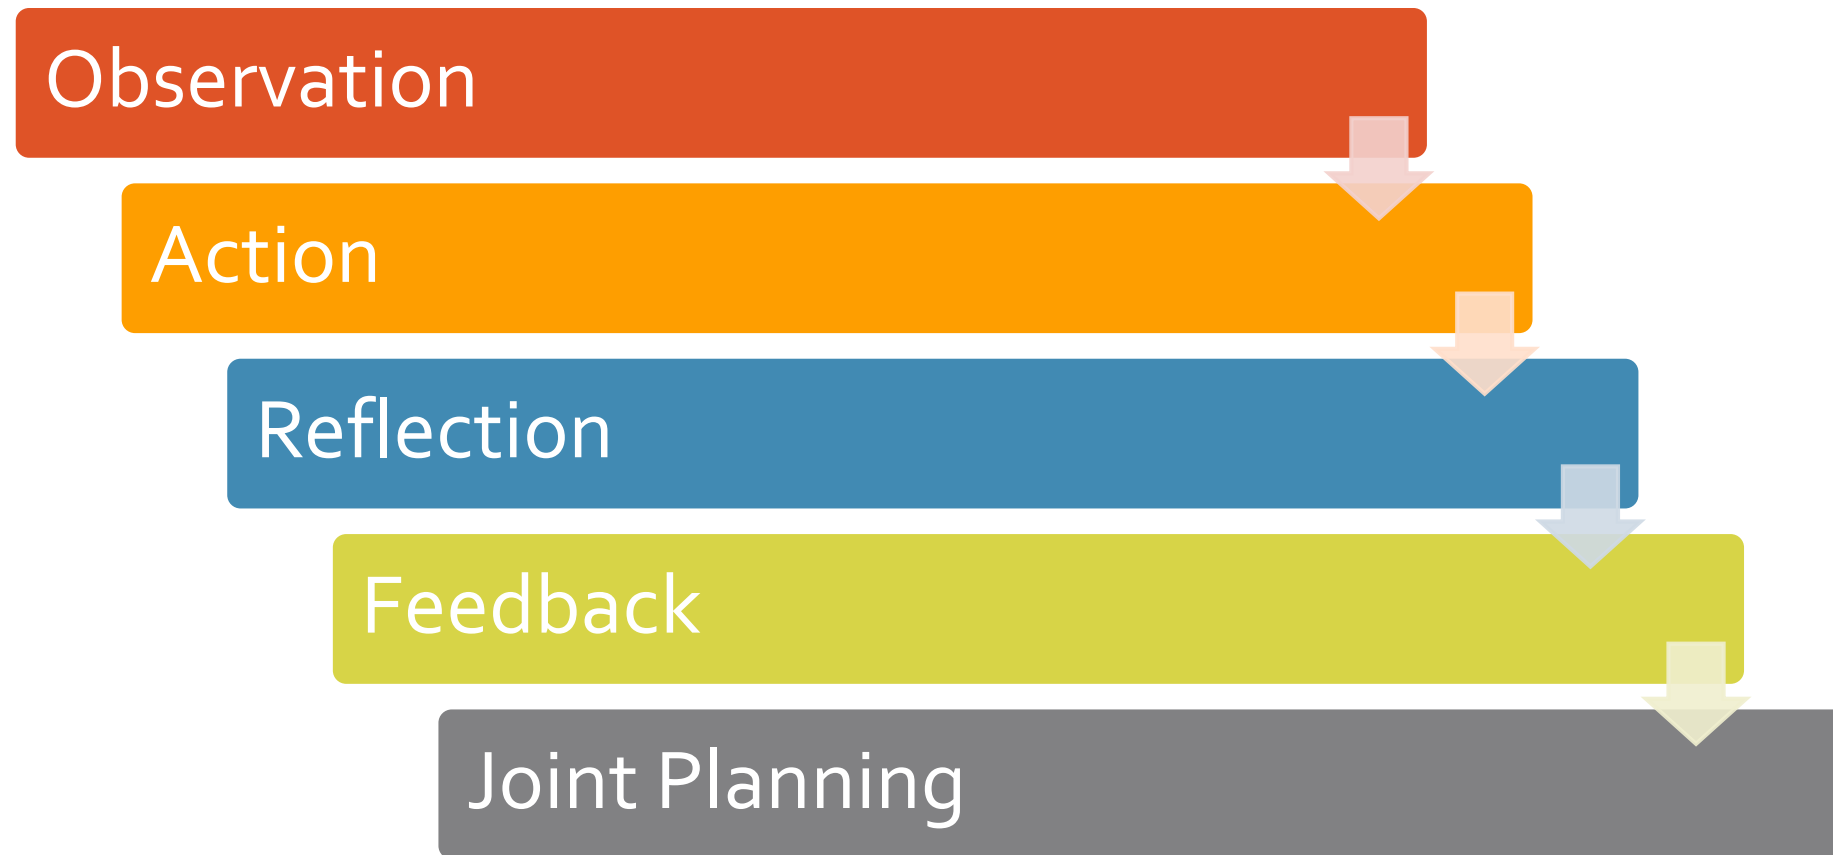 Observation
Action
Reflection
Feedback
Joint Planning